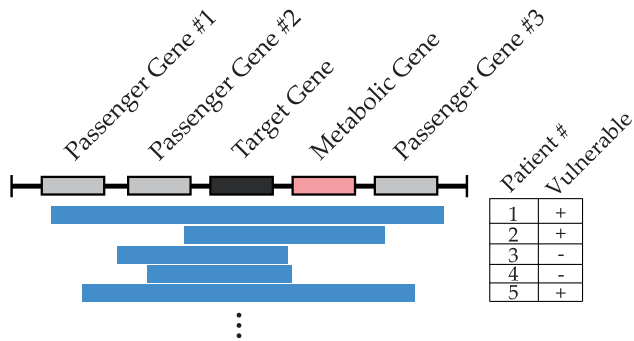 Passenger Gene #1
Passenger Gene #2
Target Gene
Metabolic Gene
Passenger Gene #3
Patient #
Vulnerable
1 +
2 +
3 -
4 -
5 +